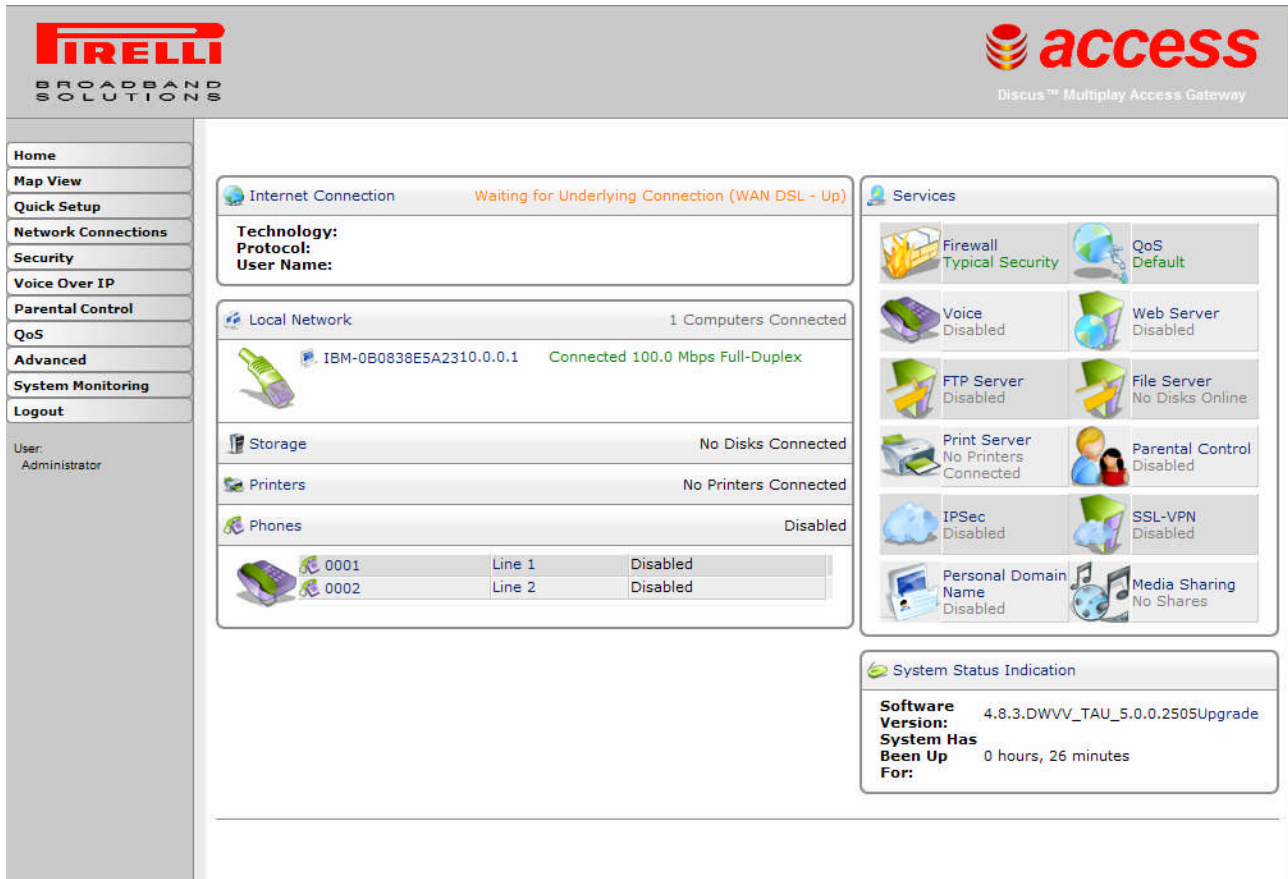 PIRELLI
BROADBAND
SOLUTIONS
access
Discus™ Multiplay Access Gateway
Home
Map View
Quick Setup
Network Connections
Security
Voice Over IP
Parental Control
QoS
Advanced
System Monitoring
Logout
User:
Administrator
Internet Connection Waiting for Underlying Connection (WAN DSL - Up)
Technology:
Protocol:
User Name:
Local Network 1 Computers Connected
IBM-0B0838E5A2310.0.0.1 Connected 100.0 Mbps Full-Duplex
Storage No Disks Connected
Printers No Printers Connected
Phones Disabled
0001 Line 1 Disabled
0002 Line 2 Disabled
Services
Firewall
Typical Security
QoS
Default
Voice
Disabled
Web Server
Disabled
FTP Server
Disabled
File Server
No Disks Online
Print Server
No Printers
Connected
Parental Control
Disabled
IPSec
Disabled
SSL-VPN
Disabled
Personal Domain
Name
Disabled
Media Sharing
No Shares
System Status Indication
Software
Version:
4.8.3.DWVV_TAU_5.0.0.2505Upgrade
System Has
Been Up
For:
0 hours, 26 minutes